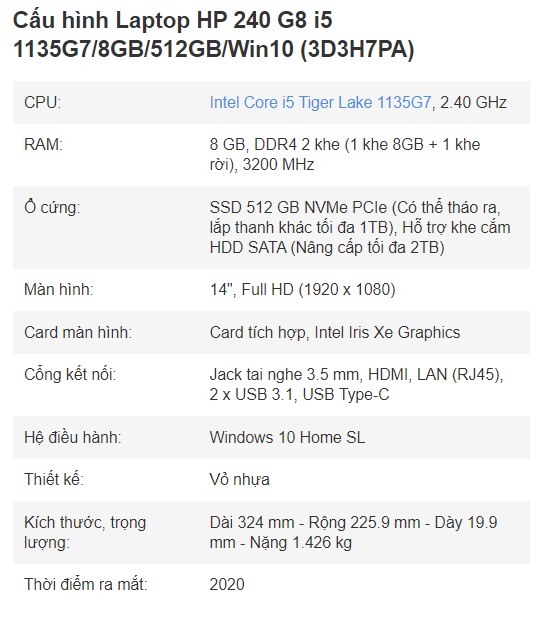 Cấu hình Laptop HP 240 G8 i5
1135G7/8GB/512GB/Win10 (3D3H7PA)
CPU: Intel Core i5 Tiger Lake 1135G7, 2.40 GHz
RAM: 8 GB, DDR4 2 khe (1 khe 8GB + 1 khe
rời), 3200 MHz
Ổ cứng: SSD 512 GB NVMe PCIe (Có thể tháo ra,
lắp thanh khác tối đa 1TB), Hỗ trợ khe cắm
HDD SATA (Nâng cấp tối đa 2TB)
Màn hình: 14", Full HD (1920 x 1080)
Card màn hình: Card tích hợp, Intel Iris Xe Graphics
Cổng kết nối: Jack tai nghe 3.5 mm, HDMI, LAN (RJ45),
2 x USB 3.1, USB Type-C
Hệ điều hành: Windows 10 Home SL
Thiết kế: Vỏ nhựa
Kích thước, trọng
lượng: Dài 324 mm - Rộng 225.9 mm - Dày 19.9
mm - Nặng 1.426 kg
Thời điểm ra mắt: 2020